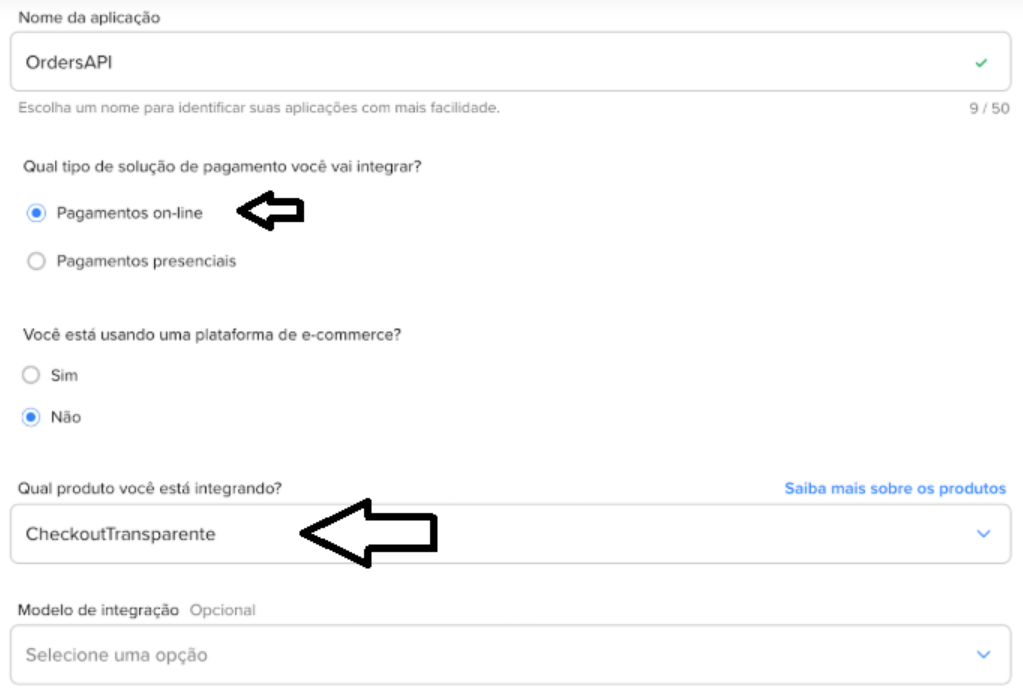 Nome da aplicação
OrdersAPI
Escolha um nome para identificar suas aplicações com mais facilidade.
9 / 50
Qual tipo de solução de pagamento você vai integrar?
Pagamentos on-line
Pagamentos presenciais
Você está usando uma plataforma de e-commerce?
Sim
Não
Qual produto você está integrando?
Saiba mais sobre os produtos
CheckoutTransparente
Modelo de integração Opcional
Selecione uma opção